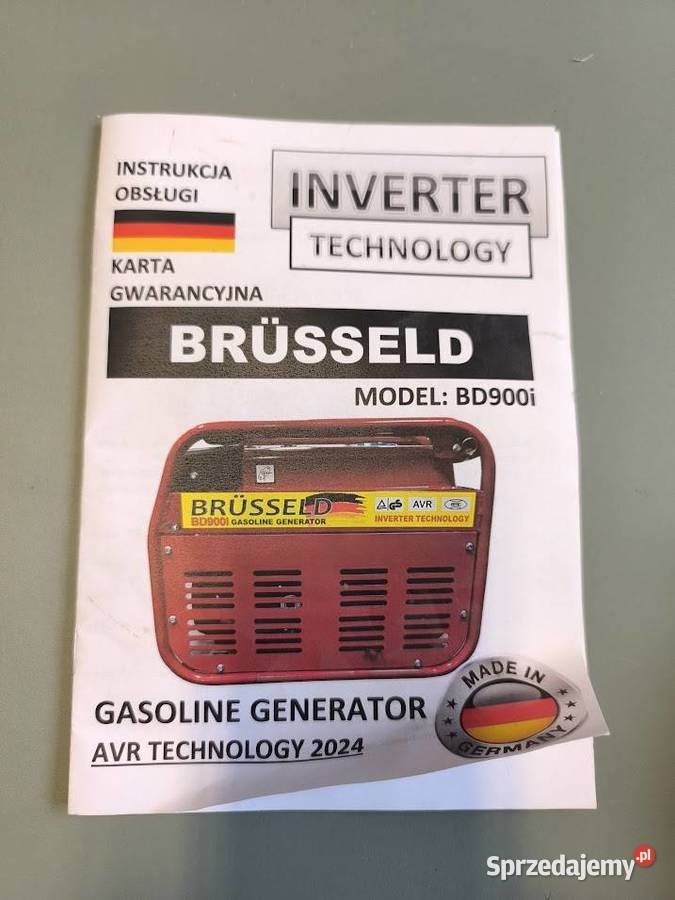 INSTRUKCJA
OBSŁUGI
INVERTER
TECHNOLOGY
KARTA
GWARANCYJNA
BRÜSSELD
MODEL: BD900i
BRÜSSELD
BD900i GASOLINE GENERATOR
GS
AVR
INVERTER TECHNOLOGY
MADE IN
GERMANY
GASOLINE GENERATOR
AVR TECHNOLOGY 2024
Sprzedajemy.pl